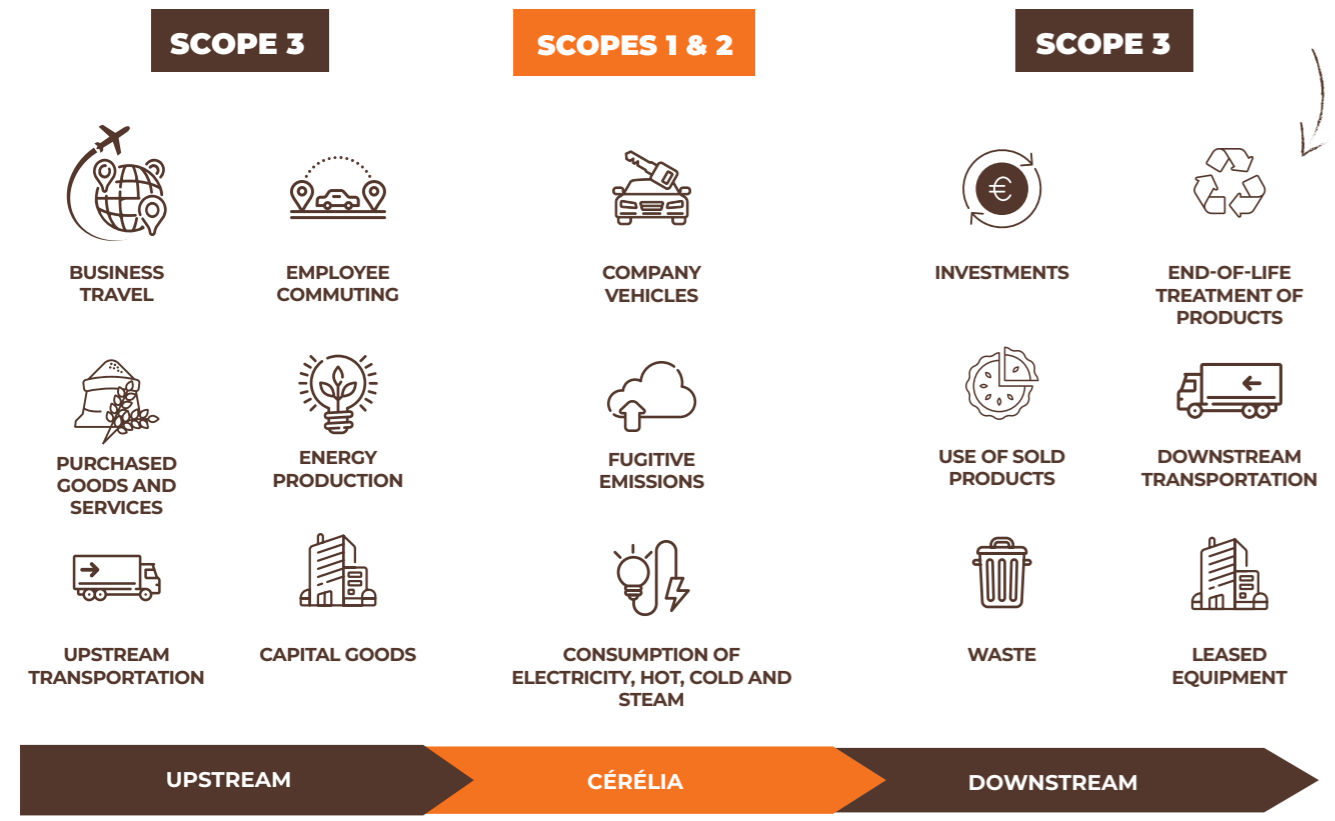 SCOPE 3
SCOPES 1 & 2
SCOPE 3
BUSINESS
TRAVEL
EMPLOYEE
COMMUTING
COMPANY
VEHICLES
INVESTMENTS
END-OF-LIFE
TREATMENT OF
PRODUCTS
PURCHASED
GOODS AND
SERVICES
ENERGY
PRODUCTION
FUGITIVE
EMISSIONS
USE OF SOLD
PRODUCTS
DOWNSTREAM
TRANSPORTATION
UPSTREAM
TRANSPORTATION
CAPITAL GOODS
CONSUMPTION OF
ELECTRICITY, HOT, COLD AND
STEAM
WASTE
LEASED
EQUIPMENT
UPSTREAM
CÉRÉLIA
DOWNSTREAM